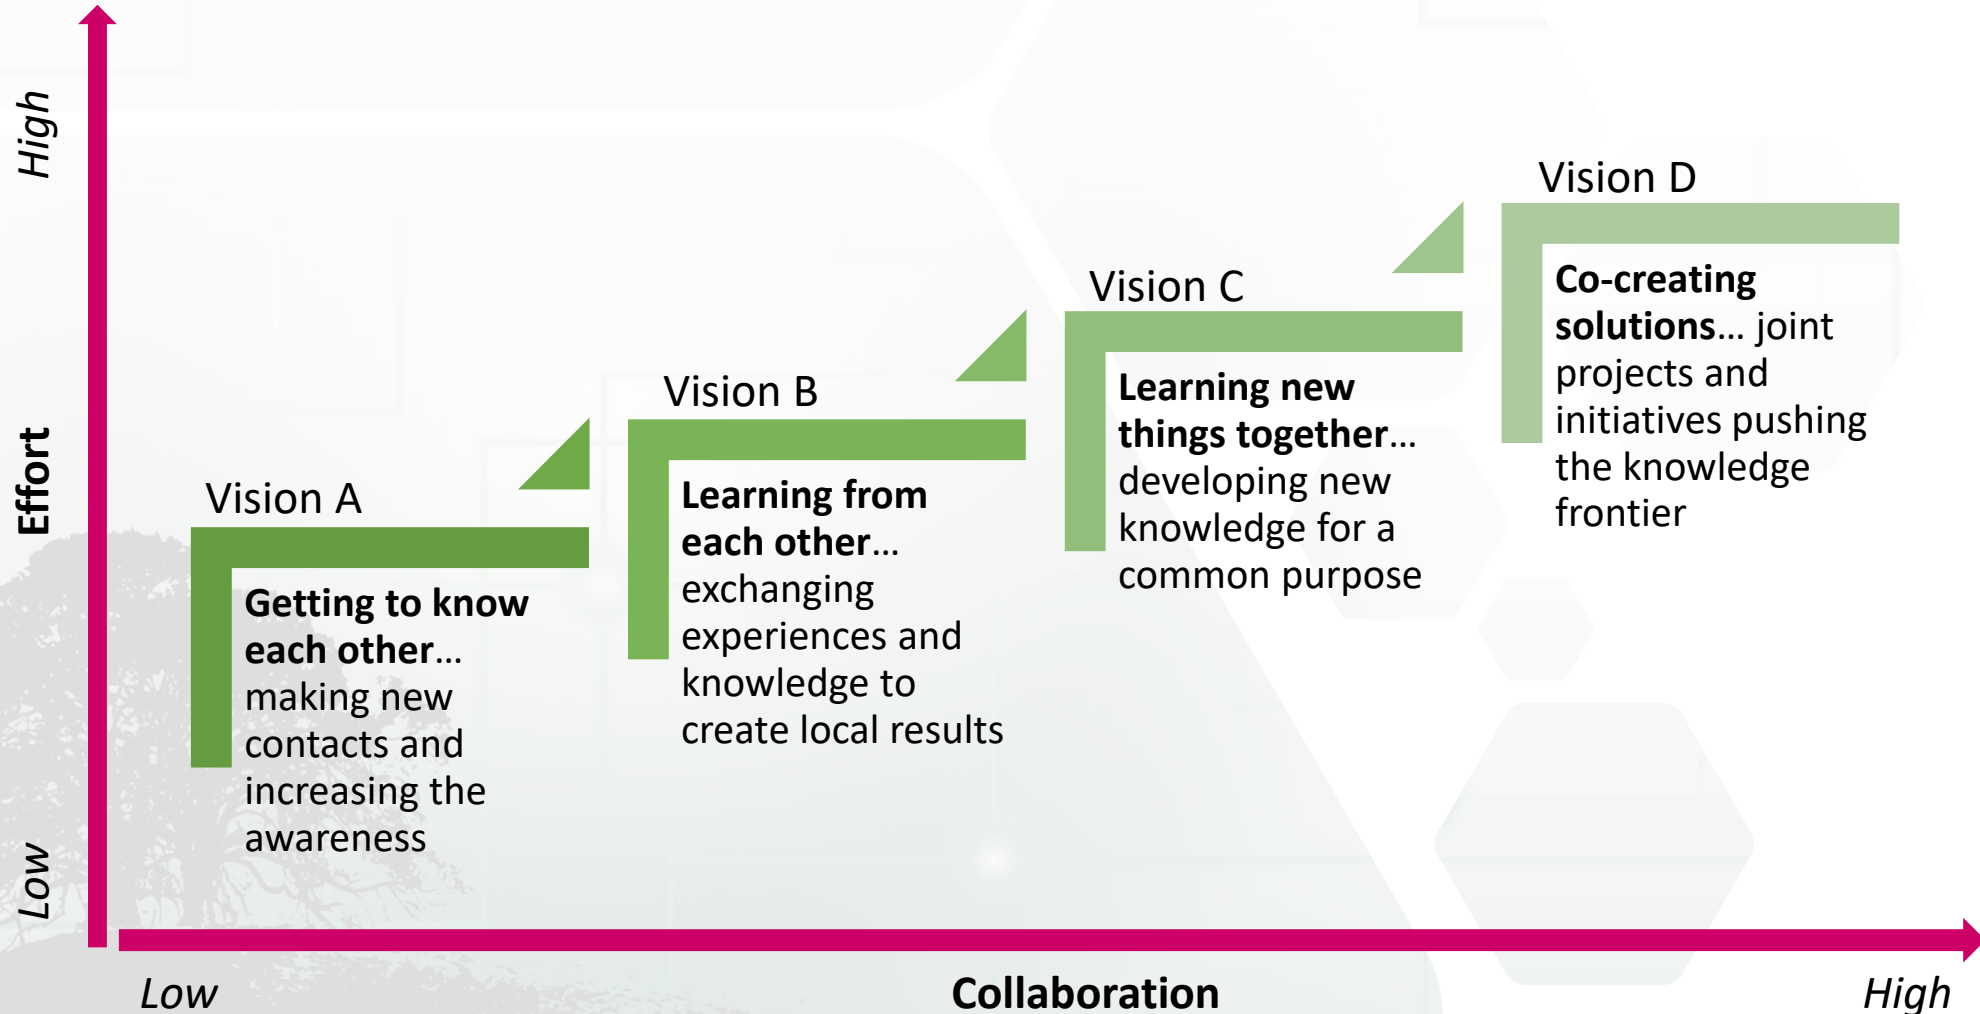 High
Effort
Low
Vision A
Getting to know
each other...
making new
contacts and
increasing the
awareness
Vision B
Learning from
each other...
exchanging
experiences and
knowledge to
create local results
Vision C
Learning new
things together...
developing new
knowledge for a
common purpose
Vision D
Co-creating
solutions... joint
projects and
initiatives pushing
the knowledge
frontier
Low
Collaboration
High